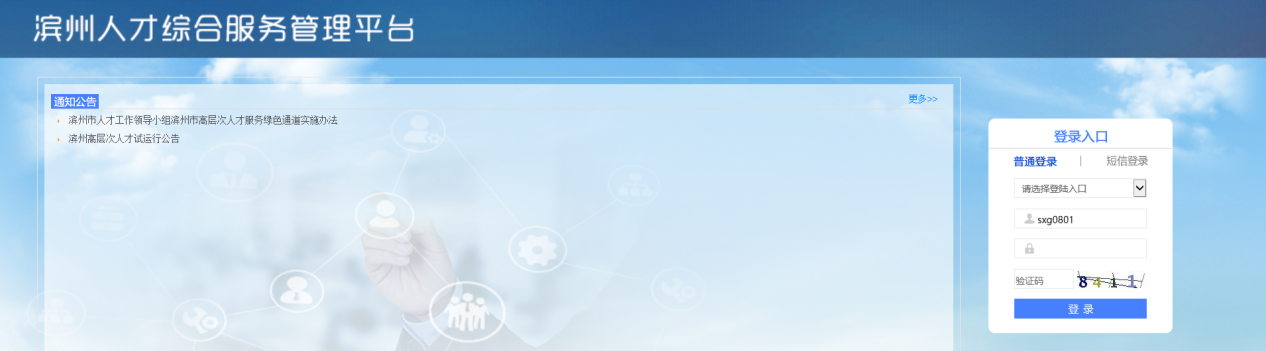 滨州人才综合服务管理平台
通知公告
更多>>
滨州市人才工作领导小组滨州市高层次人才服务绿色通道实施办法
滨州高层次人才试运行公告
登录入口
普通登录 | 短信登录
请选择登陆入口
sxg0801
验证码 8411
登 录